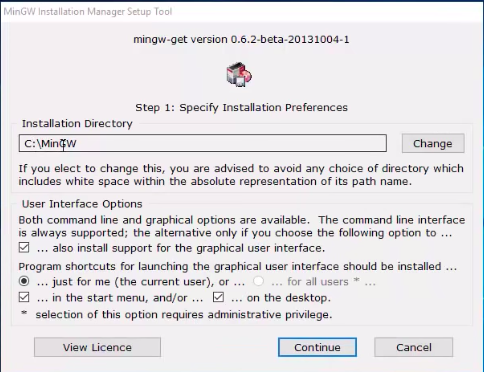 MinGW Installation Manager Setup Tool
mingw-get version 0.6.2-beta-20131004-1
Step 1: Specify Installation Preferences
Installation Directory
C:\MinGW
Change
If you elect to change this, you are advised to avoid any choice of directory which
includes white space within the absolute representation of its path name.
User Interface Options
Both command line and graphical options are available. The command line interface
is always supported; the alternative only if you choose the following option to ...
... also install support for the graphical user interface.
Program shortcuts for launching the graphical user interface should be installed ...
... just for me (the current user), or ... ... for all users * ...
... in the start menu, and/or ... ... on the desktop.
* selection of this option requires administrative privilege.
View Licence Continue Cancel